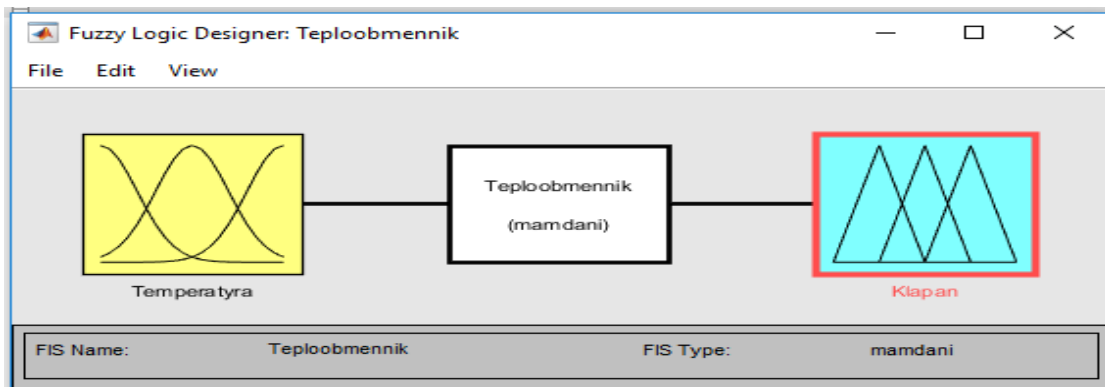 Fuzzy Logic Designer: Teploobmennik
File Edit View
Teploobmennik
(mamdani)
Temperatyra
Klapan
FIS Name: Teploobmennik FIS Type: mamdani